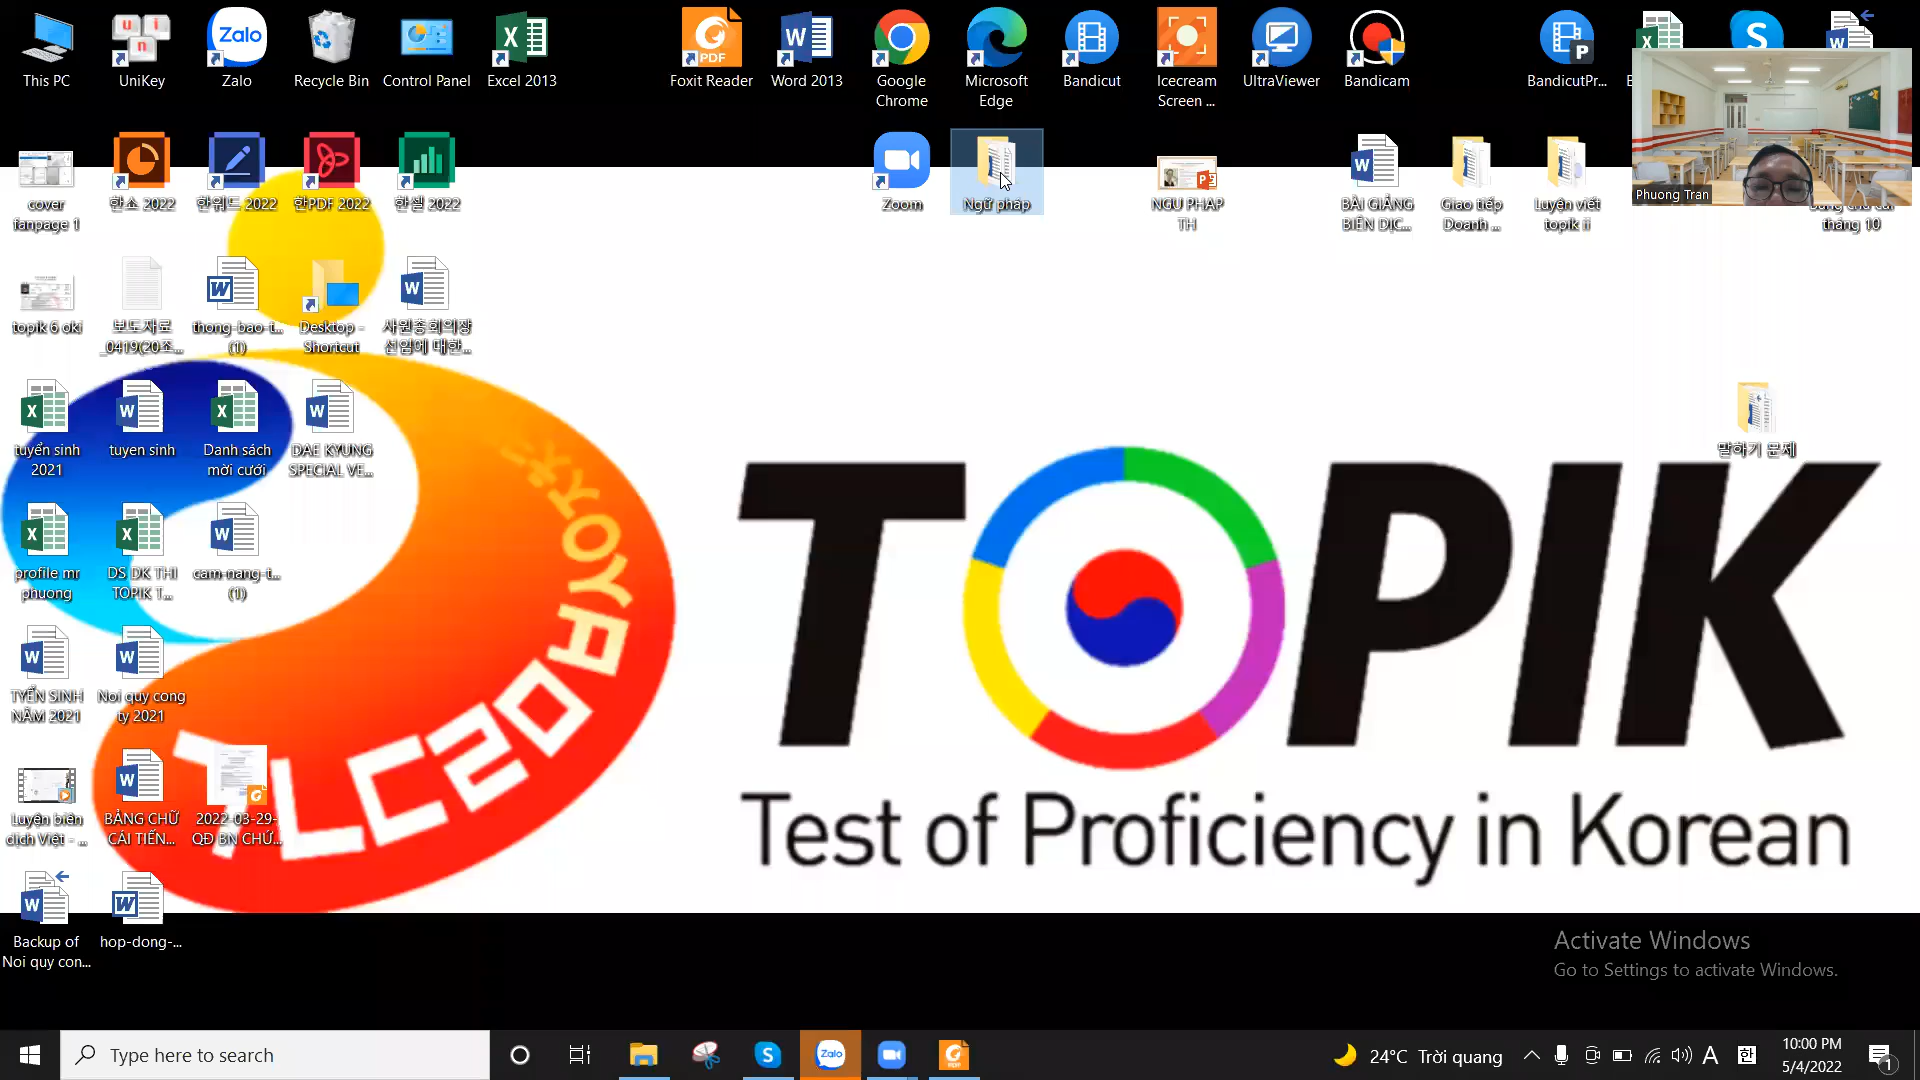 This PC
UniKey
Zalo
Recycle Bin
Control Panel
Excel 2013
Foxit Reader
Word 2013
Google
Chrome
Microsoft
Edge
Bandicut
Icecream
Screen ...
UltraViewer
Bandicam
BandicutPr...
cover
fanpage 1
한쇼 2022
한워드 2022
한PDF 2022
한셀 2022
Zoom
Ngữ pháp
NGU PHAP
TH
BÀI GIẢNG
BIÊN DỊC...
Giao tiếp
Doanh ...
Luyện viết
topik ii
Phuong Tran
tháng 10
topik 6 oki
보도자료
_0419(20조...
thong-bao-t...
(1)
Desktop -
Shortcut
사원총회의장
선임에 대한...
tuyển sinh
2021
tuyen sinh
Danh sách
mời cưới
DAE KYUNG
SPECIAL VE...
말하기 문제
profile mr
phuong
DS DK THI
TOPIK T...
cam-nang-t...
(1)
TYỂN SINH
NĂM 2021
Noi quy cong
ty 2021
Luyện biên
dịch Việt - ...
BẢNG CHỮ
CÁI TIẾN...
2022-03-29-
QĐ BN CHỨ...
Backup of
Noi quy con...
hop-dong-...
TOPIK
Test of Proficiency in Korean
Activate Windows
Go to Settings to activate Windows.
Type here to search
Zalo
24°C Trời quang
A
한
10:00 PM
5/4/2022
1